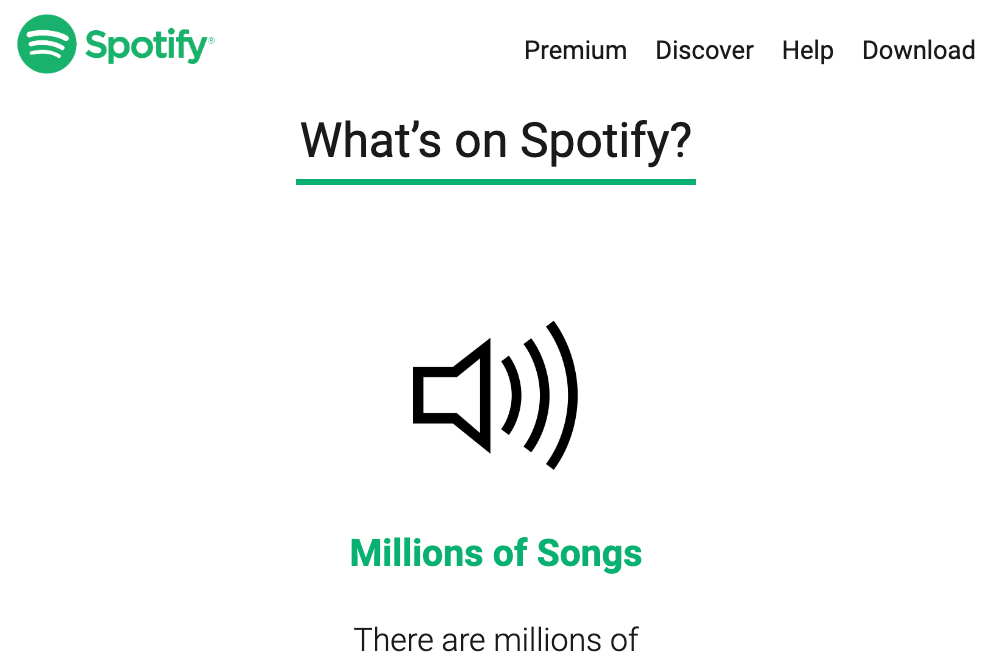 Spotify®
Premium Discover Help Download
What’s on Spotify?
Millions of Songs
There are millions of